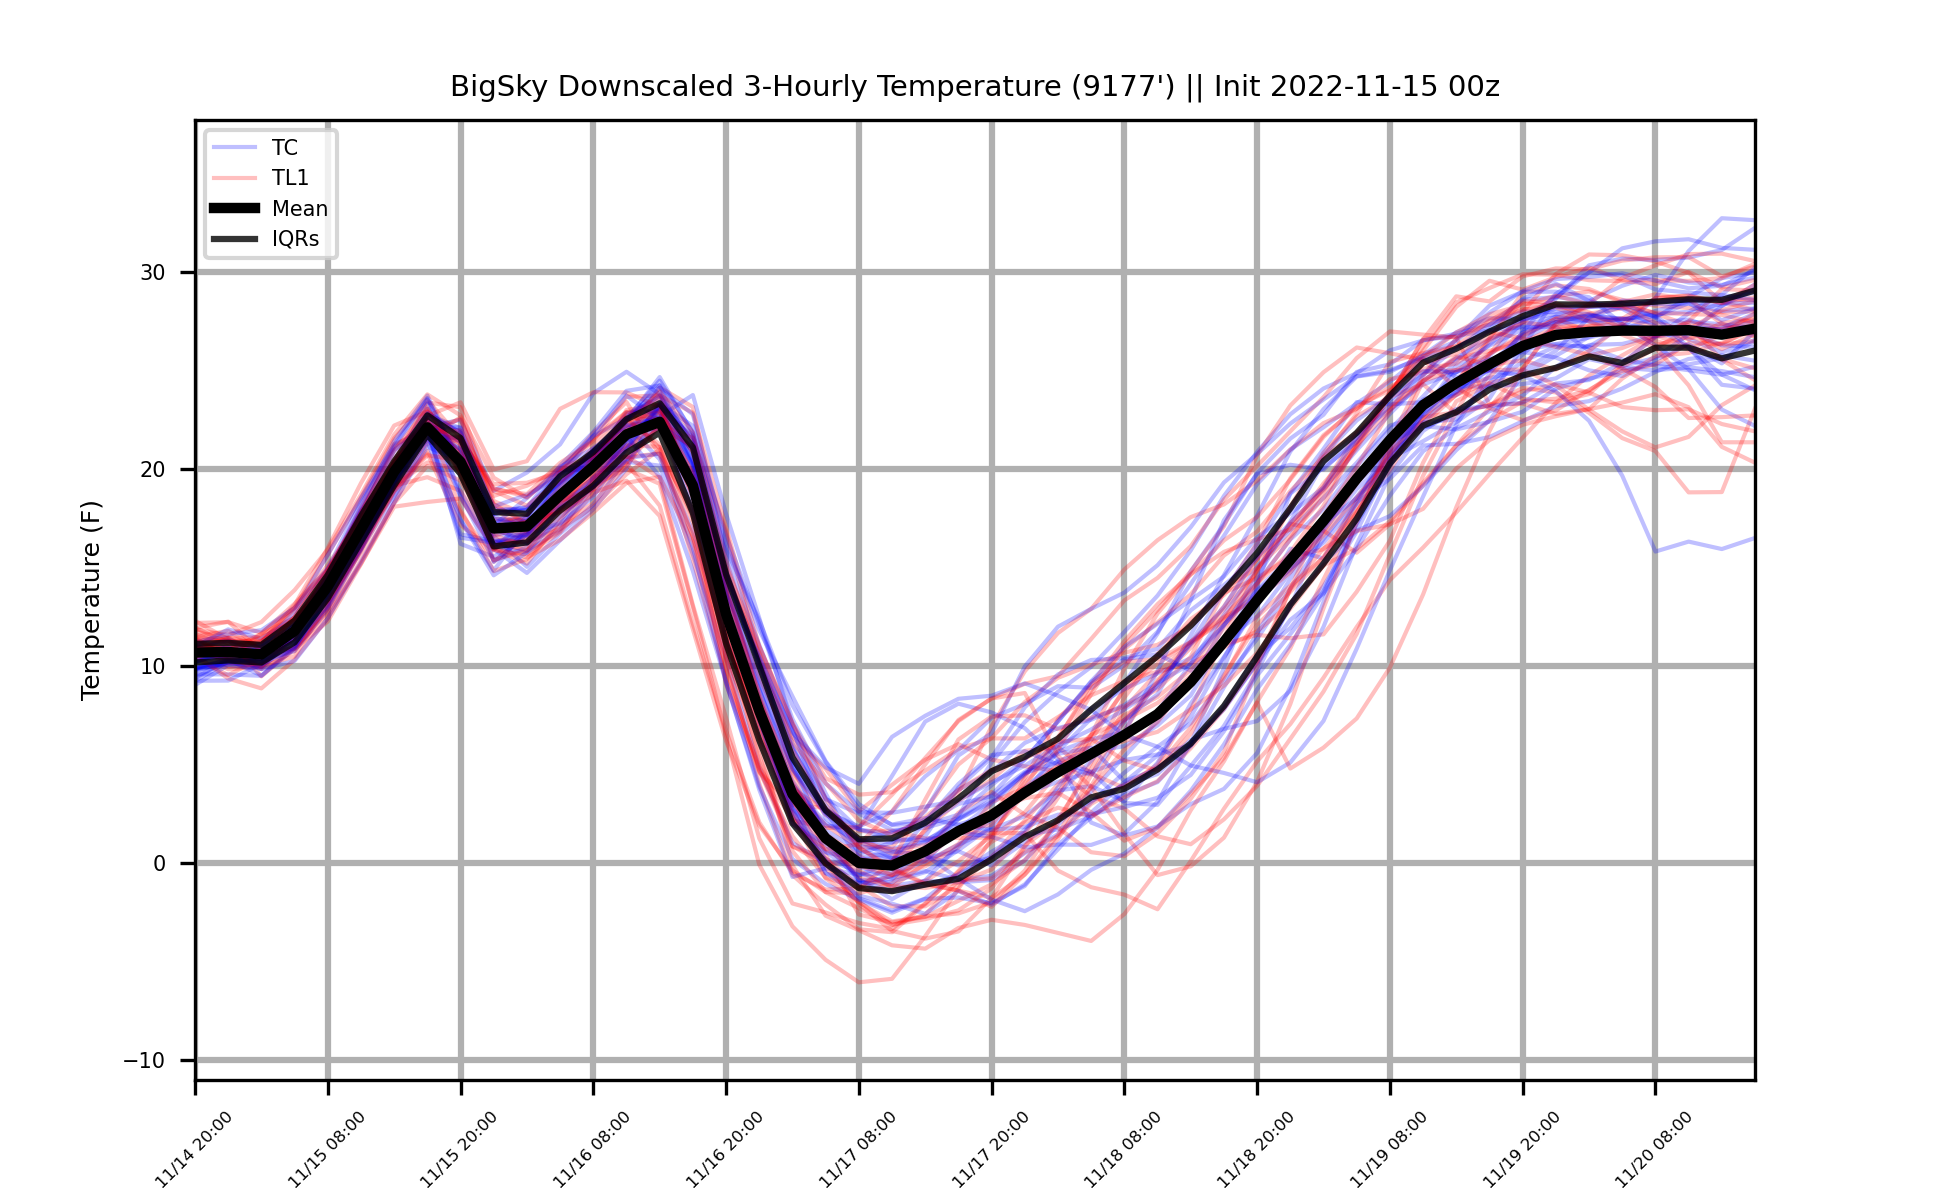 BigSky Downscaled 3-Hourly Temperature (9177') || Init 2022-11-15 00z
TC
TL1
Mean
IQRs
Temperature (F)
30
20
10
0
−10
11/14 20:00
11/15 08:00
11/15 20:00
11/16 08:00
11/16 20:00
11/17 08:00
11/17 20:00
11/18 08:00
11/18 20:00
11/19 08:00
11/19 20:00
11/20 08:00